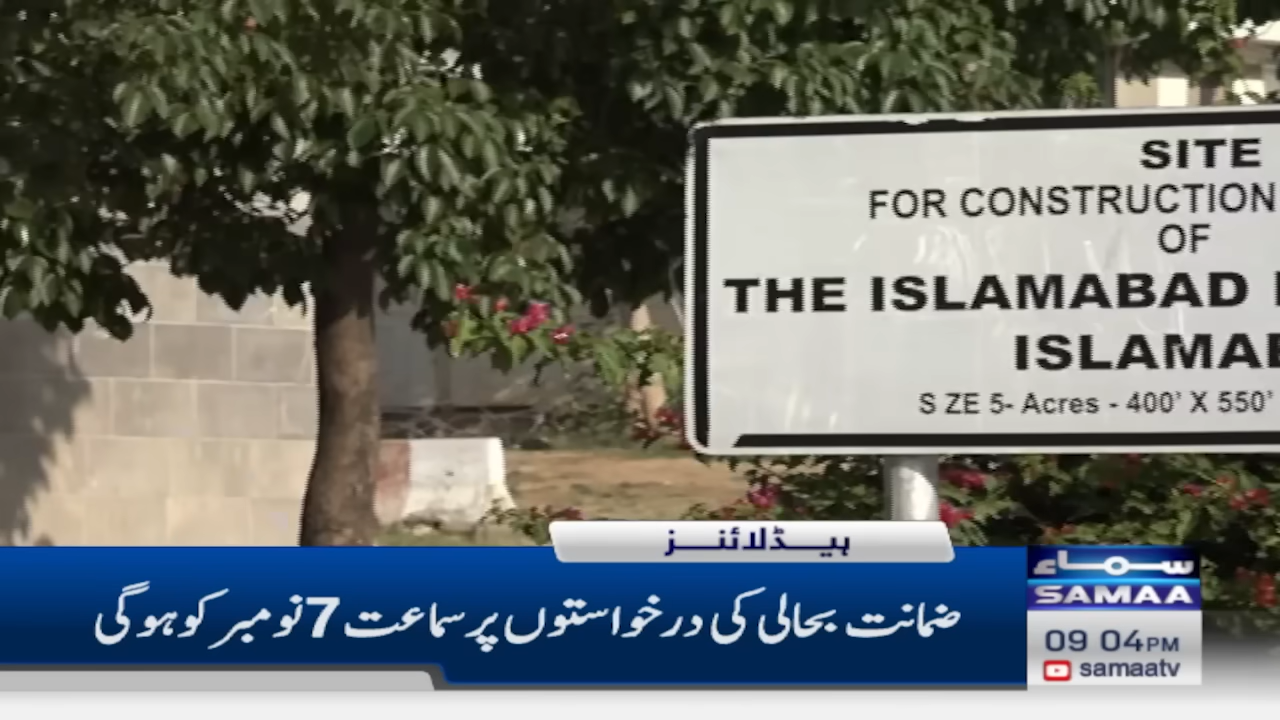 SITE
FOR CONSTRUCTION
OF
THE ISLAMABAD
ISLAMAB
S ZE 5- Acres - 400' X 550'
ہیڈلائنز
ضمانت بحالی کی درخواستوں پر سماعت 7 نومبر کو ہوگی
سماء
SAMAA
09 04PM
samaatv